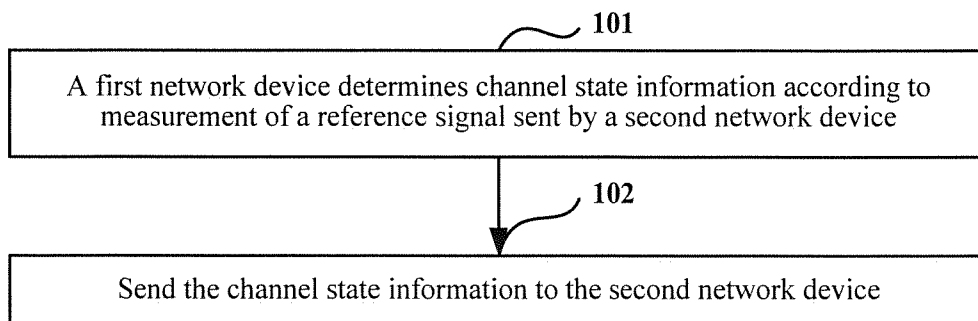 101
A first network device determines channel state information according to
measurement of a reference signal sent by a second network device
102
Send the channel state information to the second network device